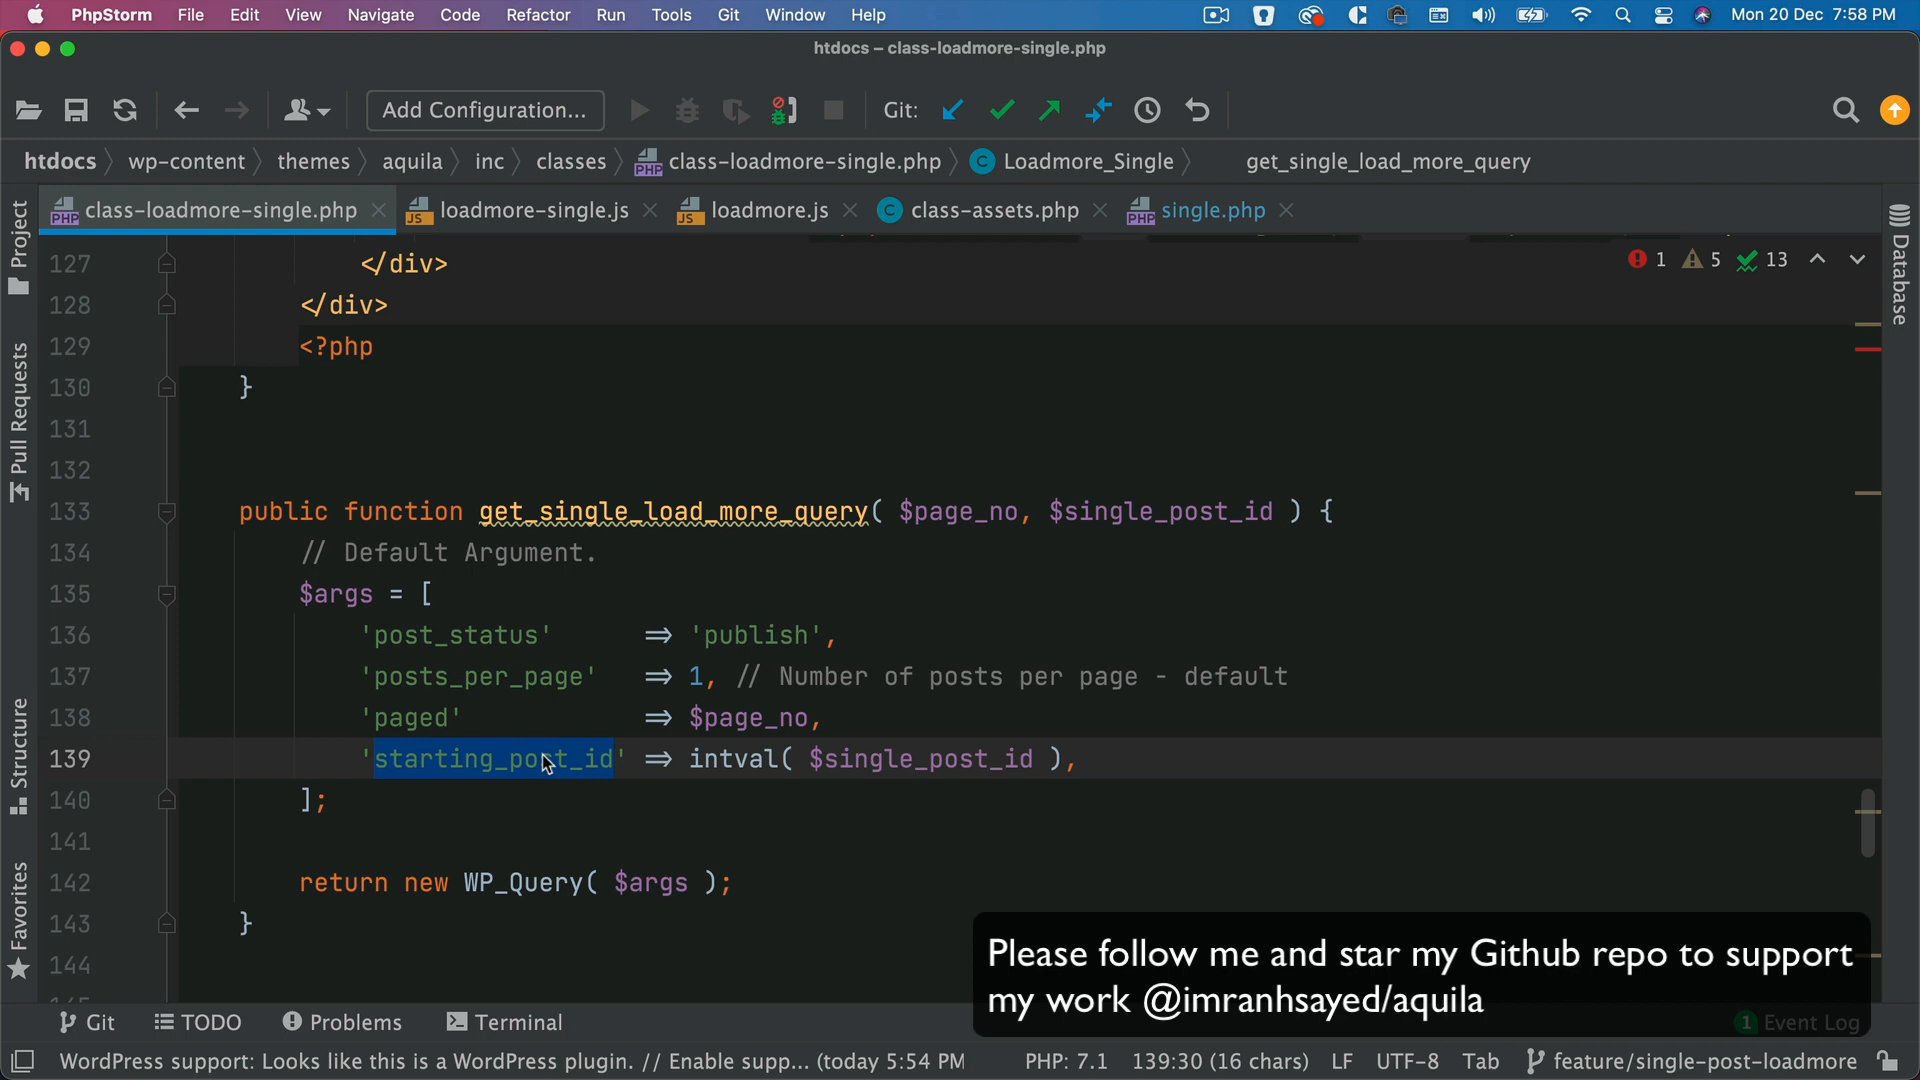 PhpStorm File Edit View Navigate Code Refactor Run Tools Git Window Help Mon 20 Dec 7:58 PM
htdocs – class-loadmore-single.php
Add Configuration... Git:
htdocs wp-content themes aquila inc classes class-loadmore-single.php Loadmore_Single get_single_load_more_query
class-loadmore-single.php loadmore-single.js loadmore.js class-assets.php single.php
Project
Pull Requests
Structure
Favorites
Database
1 5 13
127 </div>
128 </div>
129 <?php
130 }
131
132
133 public function get_single_load_more_query( $page_no, $single_post_id ) {
134 // Default Argument.
135 $args = [
136 'post_status' => 'publish',
137 'posts_per_page' => 1, // Number of posts per page - default
138 'paged' => $page_no,
139 'starting_post_id' => intval( $single_post_id ),
140 ];
141
142 return new WP_Query( $args );
143 }
144
Please follow me and star my Github repo to support
my work @imranhsayed/aquila
Git TODO Problems Terminal 1 Event Log
WordPress support: Looks like this is a WordPress plugin. // Enable supp... (today 5:54 PM PHP: 7.1 139:30 (16 chars) LF UTF-8 Tab feature/single-post-loadmore